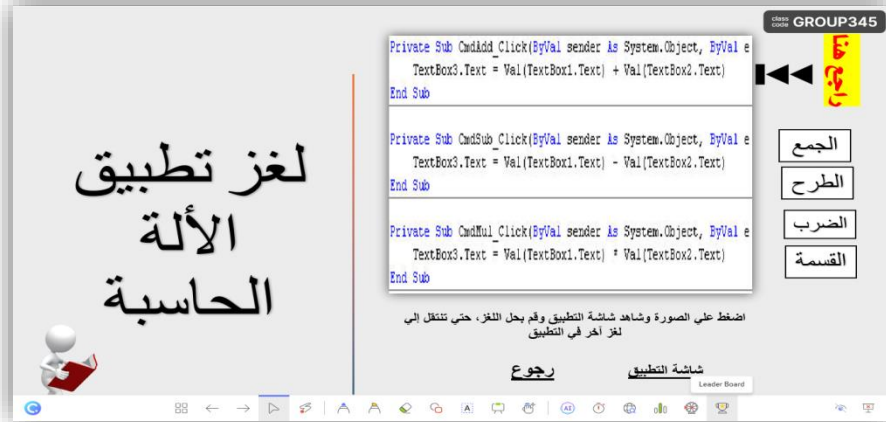 class code GROUP345
راجع هنا
Private Sub CmdAdd_Click(ByVal sender As System.Object, ByVal e
TextBox3.Text = Val(TextBox1.Text) + Val(TextBox2.Text)
End Sub
Private Sub CmdSub_Click(ByVal sender As System.Object, ByVal e
TextBox3.Text = Val(TextBox1.Text) - Val(TextBox2.Text)
End Sub
Private Sub CmdMul_Click(ByVal sender As System.Object, ByVal e
TextBox3.Text = Val(TextBox1.Text) * Val(TextBox2.Text)
End Sub
الجمع
الطرح
الضرب
القسمة
لغز تطبيق
الألة
الحاسبة
اضغط علي الصورة وشاهد شاشة التطبيق وقم بحل اللغز، حتي تنتقل إلي
لغز آخر في التطبيق
شاشة التطبيق
رجوع
Leader Board
A
AI